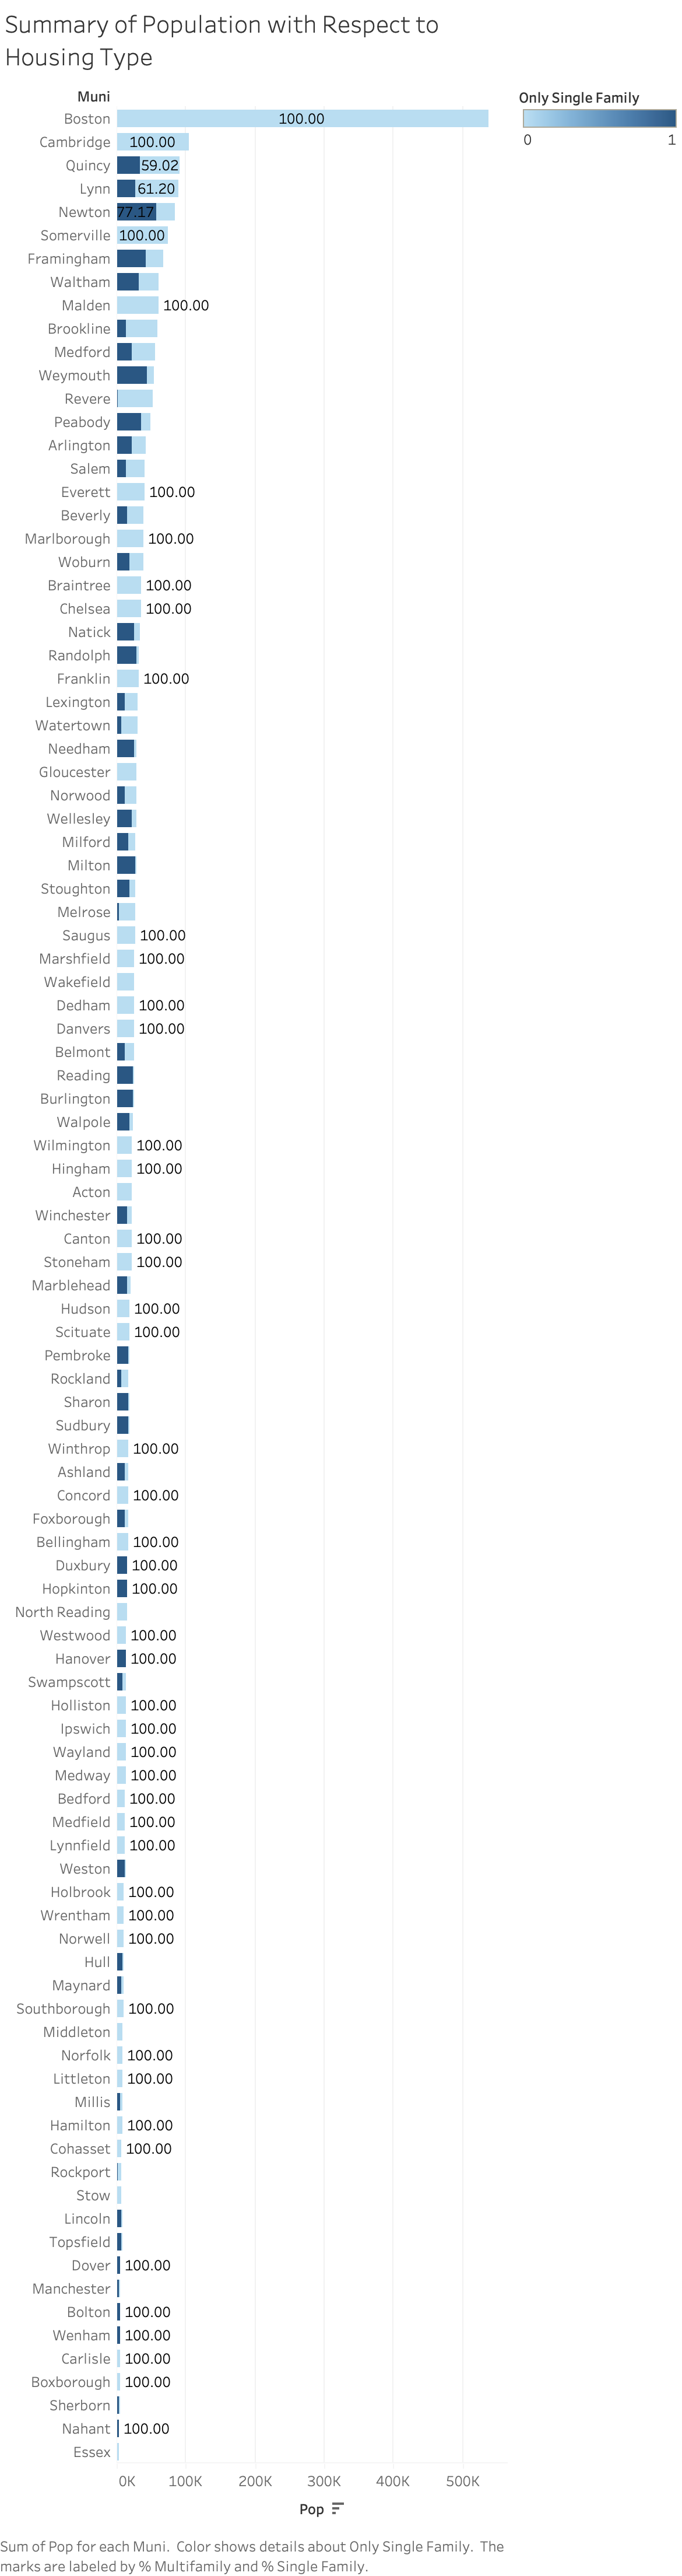 Summary of Population with Respect to
Housing Type
Muni
Only Single Family
0 1
Boston 100.00
Cambridge 100.00
Quincy 59.02
Lynn 61.20
Newton 77.17
Somerville 100.00
Framingham
Waltham
Malden 100.00
Brookline
Medford
Weymouth
Revere
Peabody
Arlington
Salem
Everett 100.00
Beverly
Marlborough 100.00
Woburn
Braintree 100.00
Chelsea 100.00
Natick
Randolph
Franklin 100.00
Lexington
Watertown
Needham
Gloucester
Norwood
Wellesley
Milford
Milton
Stoughton
Melrose
Saugus 100.00
Marshfield 100.00
Wakefield
Dedham 100.00
Danvers 100.00
Belmont
Reading
Burlington
Walpole
Wilmington 100.00
Hingham 100.00
Acton
Winchester
Canton 100.00
Stoneham 100.00
Marblehead
Hudson 100.00
Scituate 100.00
Pembroke
Rockland
Sharon
Sudbury
Winthrop 100.00
Ashland
Concord 100.00
Foxborough
Bellingham 100.00
Duxbury 100.00
Hopkinton 100.00
North Reading
Westwood 100.00
Hanover 100.00
Swampscott
Holliston 100.00
Ipswich 100.00
Wayland 100.00
Medway 100.00
Bedford 100.00
Medfield 100.00
Lynnfield 100.00
Weston
Holbrook 100.00
Wrentham 100.00
Norwell 100.00
Hull
Maynard
Southborough 100.00
Middleton
Norfolk 100.00
Littleton 100.00
Millis
Hamilton 100.00
Cohasset 100.00
Rockport
Stow
Lincoln
Topsfield
Dover 100.00
Manchester
Bolton 100.00
Wenham 100.00
Carlisle 100.00
Boxborough 100.00
Sherborn
Nahant 100.00
Essex
0K 100K 200K 300K 400K 500K
Pop
Sum of Pop for each Muni. Color shows details about Only Single Family. The
marks are labeled by % Multifamily and % Single Family.